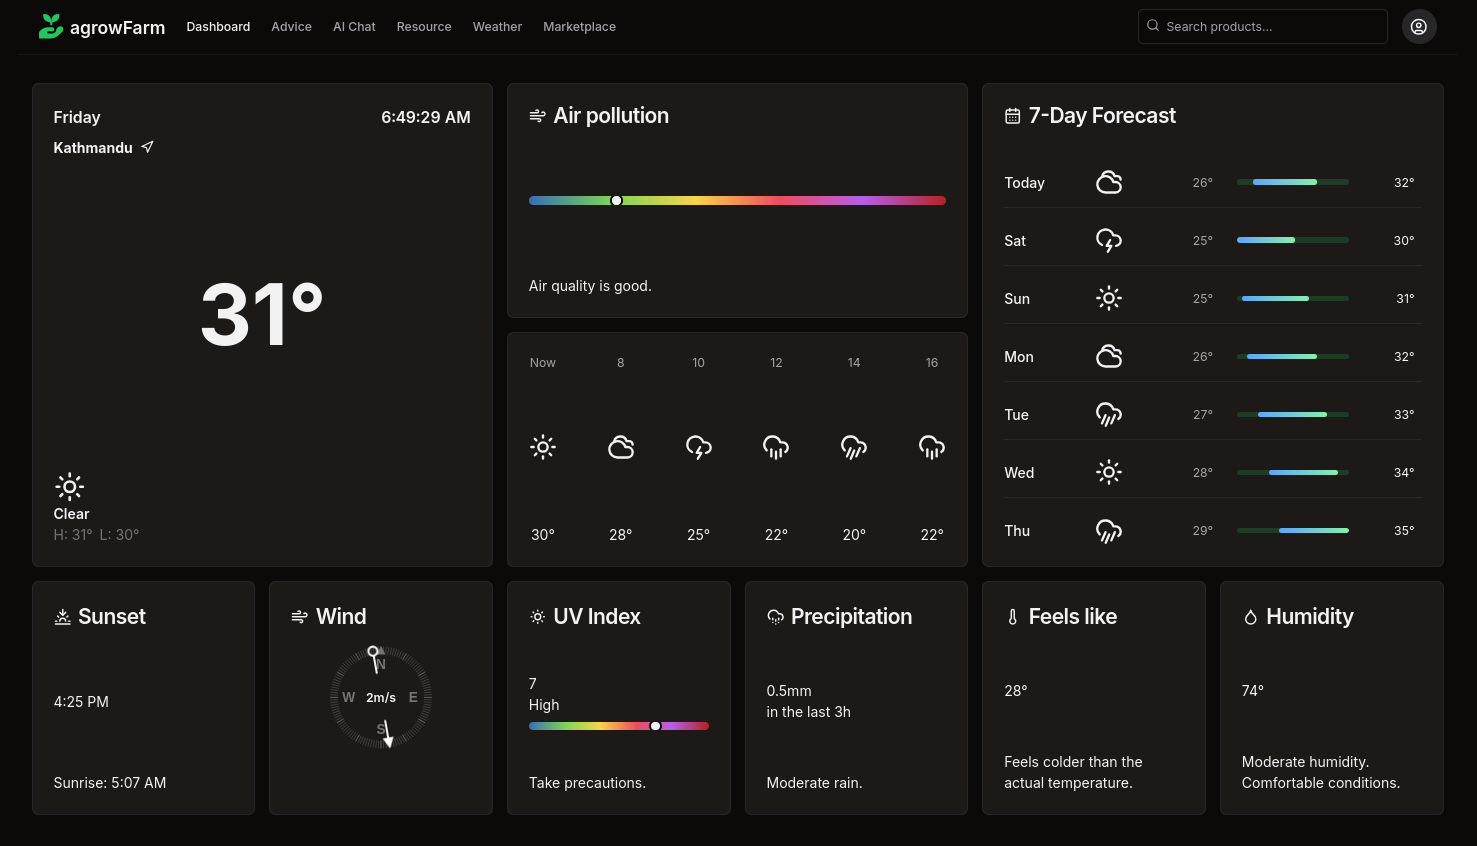 agrowFarm Dashboard Advice AI Chat Resource Weather Marketplace Search products...
Friday 6:49:29 AM
Kathmandu
31°
Clear
H: 31° L: 30°
Air pollution
Air quality is good.
Now 8 10 12 14 16
30° 28° 25° 22° 20° 22°
7-Day Forecast
Today 26° 32°
Sat 25° 30°
Sun 25° 31°
Mon 26° 32°
Tue 27° 33°
Wed 28° 34°
Thu 29° 35°
Sunset
4:25 PM
Sunrise: 5:07 AM
Wind
N
W 2m/s E
S
UV Index
7
High
Take precautions.
Precipitation
0.5mm
in the last 3h
Moderate rain.
Feels like
28°
Feels colder than the
actual temperature.
Humidity
74°
Moderate humidity.
Comfortable conditions.